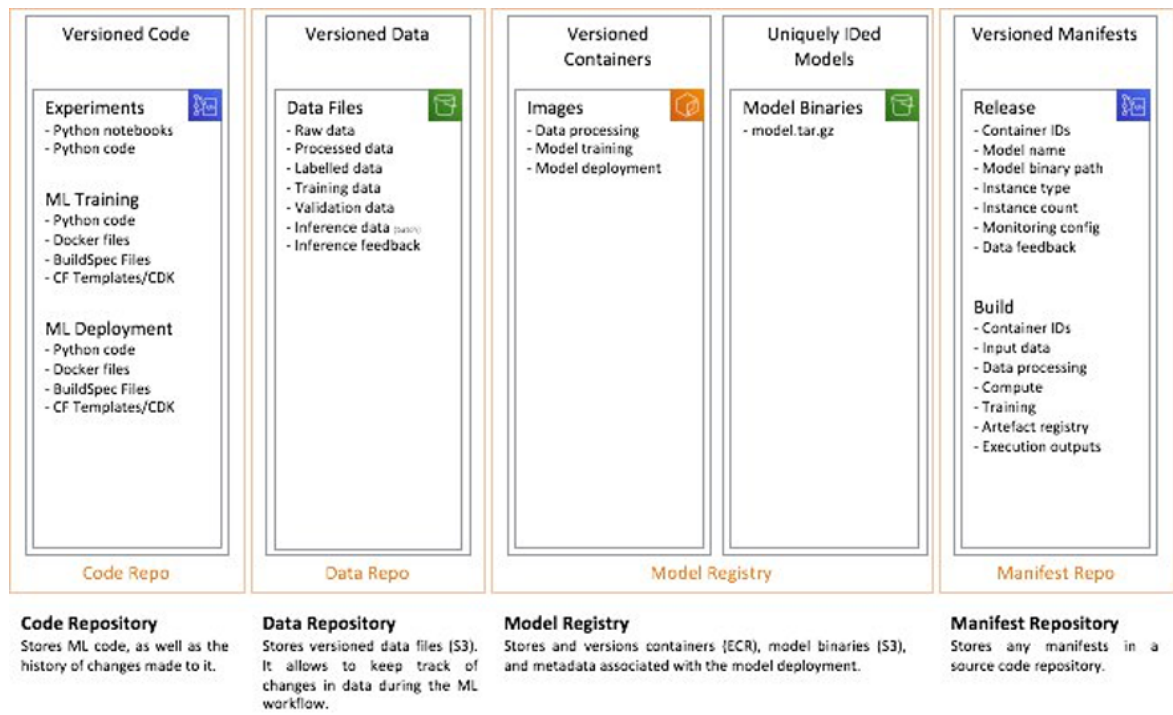 Versioned Code
Experiments
- Python notebooks
- Python code
ML Training
- Python code
- Docker files
- BuildSpec Files
- CF Templates/CDK
ML Deployment
- Python code
- Docker files
- BuildSpec Files
- CF Templates/CDK
Code Repo
Versioned Data
Data Files
- Raw data
- Processed data
- Labelled data
- Training data
- Validation data
- Inference data (batch)
- Inference feedback
Data Repo
Versioned
Containers
Images
- Data processing
- Model training
- Model deployment
Uniquely IDed
Models
Model Binaries
- model.tar.gz
Model Registry
Versioned Manifests
Release
- Container IDs
- Model name
- Model binary path
- Instance type
- Instance count
- Monitoring config
- Data feedback
Build
- Container IDs
- Input data
- Data processing
- Compute
- Training
- Artefact registry
- Execution outputs
Manifest Repo
Code Repository
Stores ML code, as well as the
history of changes made to it.
Data Repository
Stores versioned data files (S3).
It allows to keep track of
changes in data during the ML
workflow.
Model Registry
Stores and versions containers (ECR), model binaries (S3),
and metadata associated with the model deployment.
Manifest Repository
Stores any manifests in a
source code repository.